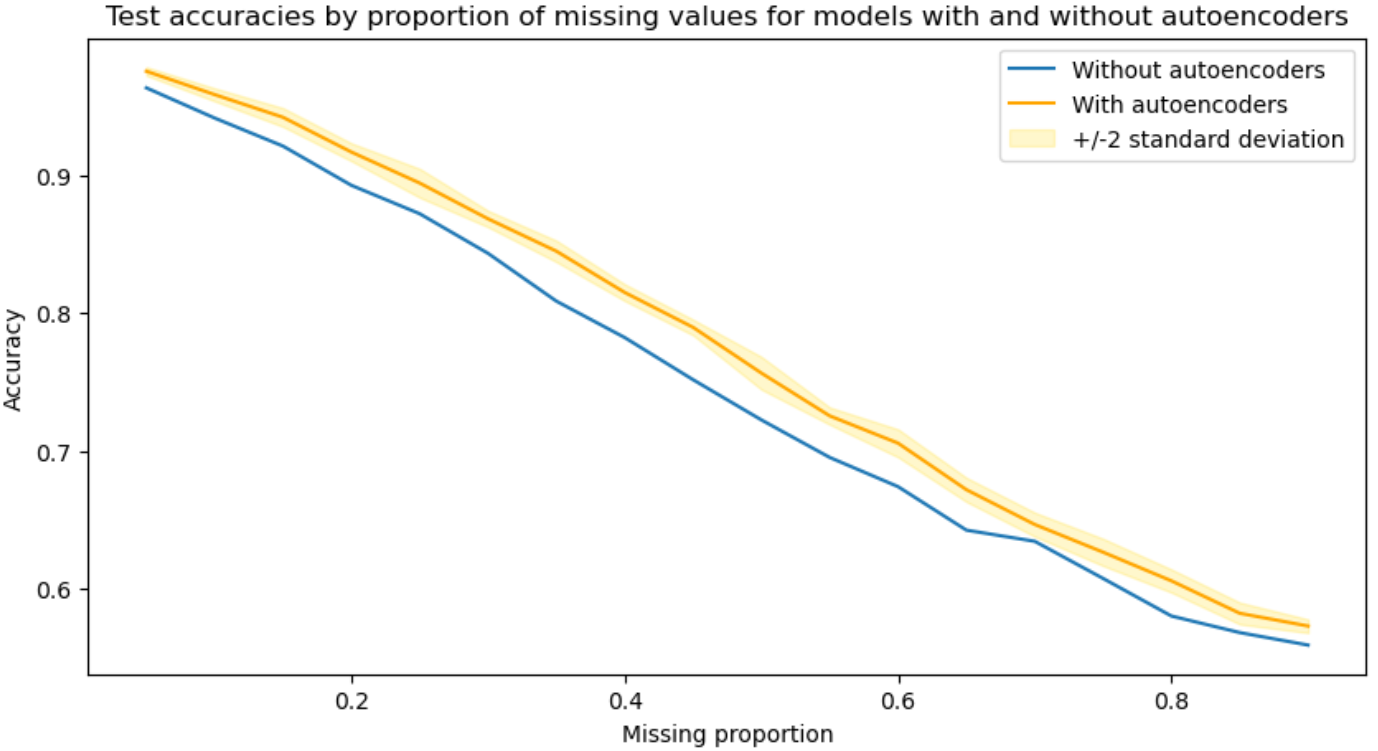 Test accuracies by proportion of missing values for models with and without autoencoders
Without autoencoders
With autoencoders
+/-2 standard deviation
Accuracy
0.9
0.8
0.7
0.6
0.2
0.4
0.6
0.8
Missing proportion